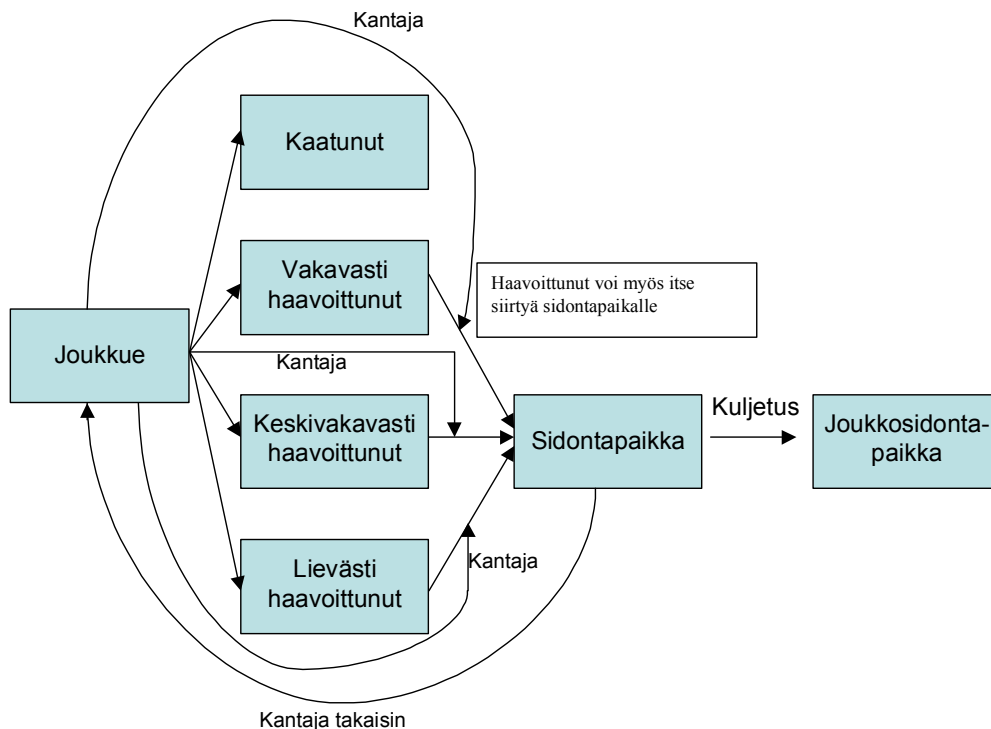 Kantaja
Kaatunut
Vakavasti
haavoittunut
Haavoittunut voi myös itse
siirtyä sidontapaikalle
Joukkue
Kantaja
Keskivakavasti
haavoittunut
Sidontapaikka
Kuljetus
Joukkosidonta-
paikka
Lievästi
haavoittunut
Kantaja
Kantaja takaisin